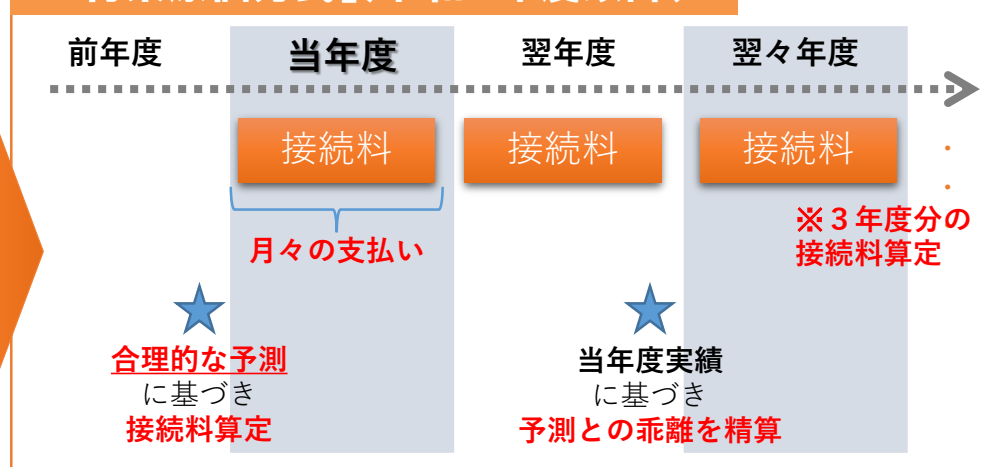 前年度 当年度 翌年度 翌々年度
接続料 接続料 接続料
月々の支払い
※３年度分の
接続料算定
合理的な予測
に基づき
接続料算定
当年度実績
に基づき
予測との乖離を精算